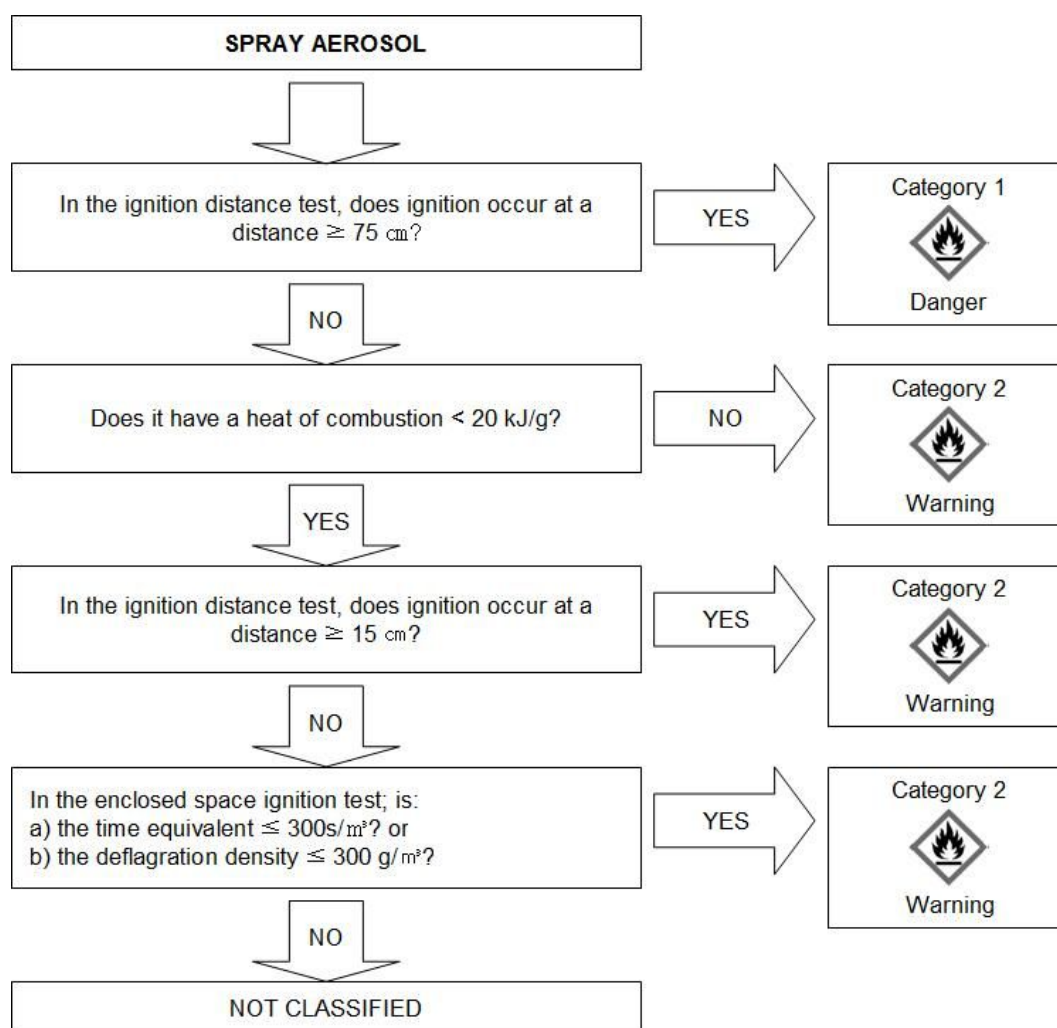 SPRAY AEROSOL
In the ignition distance test, does ignition occur at a
distance ≧ 75 ㎝?
YES
Category 1
Danger
NO
Does it have a heat of combustion < 20 kJ/g?
NO
Category 2
Warning
YES
In the ignition distance test, does ignition occur at a
distance ≧ 15 ㎝?
YES
Category 2
Warning
NO
In the enclosed space ignition test; is:
a) the time equivalent ≦ 300s/㎥? or
b) the deflagration density ≦ 300 g/㎥?
YES
Category 2
Warning
NO
NOT CLASSIFIED